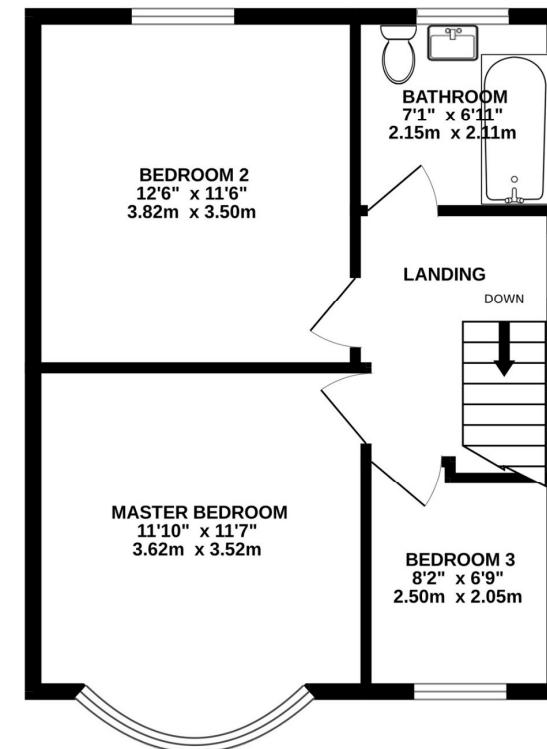 BATHROOM
7'1" x 6'11"
2.15m x 2.11m
BEDROOM 2
12'6" x 11'6"
3.82m x 3.50m
LANDING
DOWN
MASTER BEDROOM
11'10" x 11'7"
3.62m x 3.52m
BEDROOM 3
8'2" x 6'9"
2.50m x 2.05m